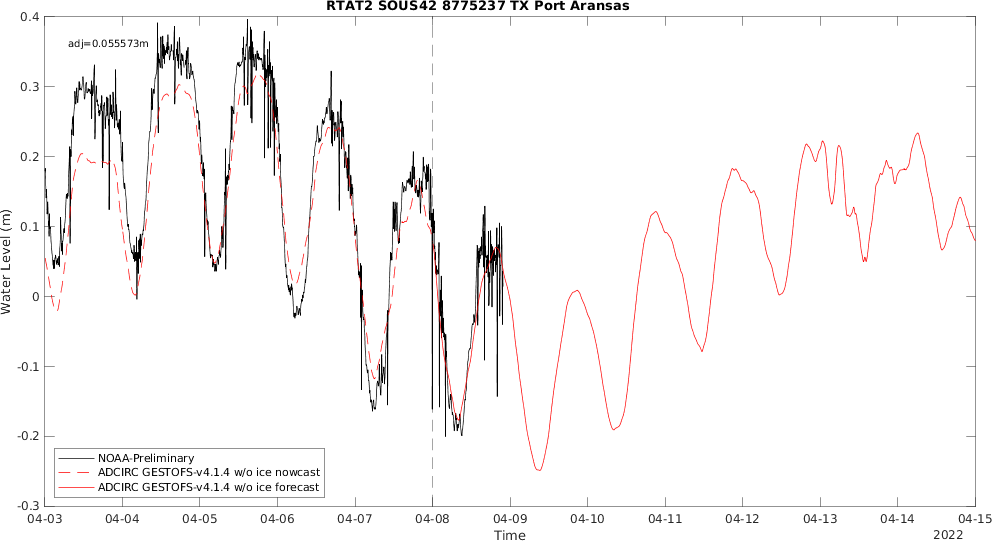 RTAT2 SOUS42 8775237 TX Port Aransas
0.4
adj=0.055573m
0.3
0.2
0.1
0
-0.1
-0.2
-0.3
Water Level (m)
NOAA-Preliminary
ADCIRC GESTOFS-v4.1.4 w/o ice nowcast
ADCIRC GESTOFS-v4.1.4 w/o ice forecast
04-03 04-04 04-05 04-06 04-07 04-08 04-09 04-10 04-11 04-12 04-13 04-14 04-15
Time
2022